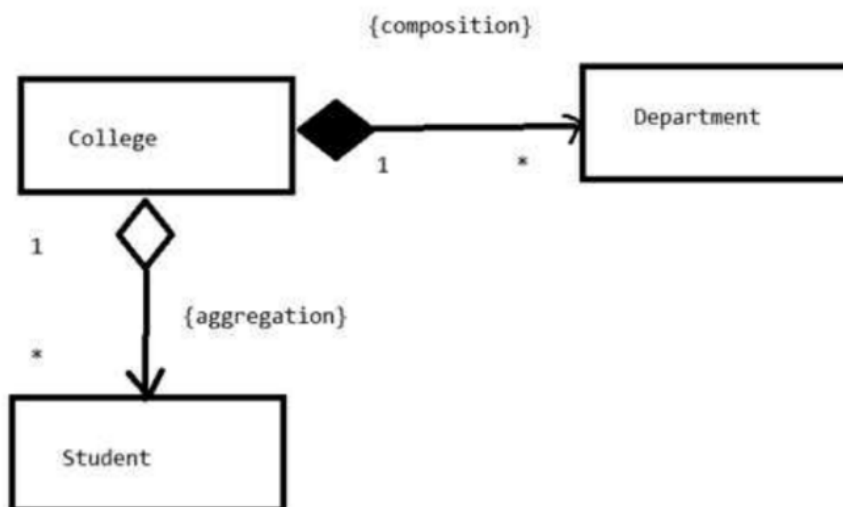 {composition}
College
Department
1 *
1
{aggregation}
*
Student